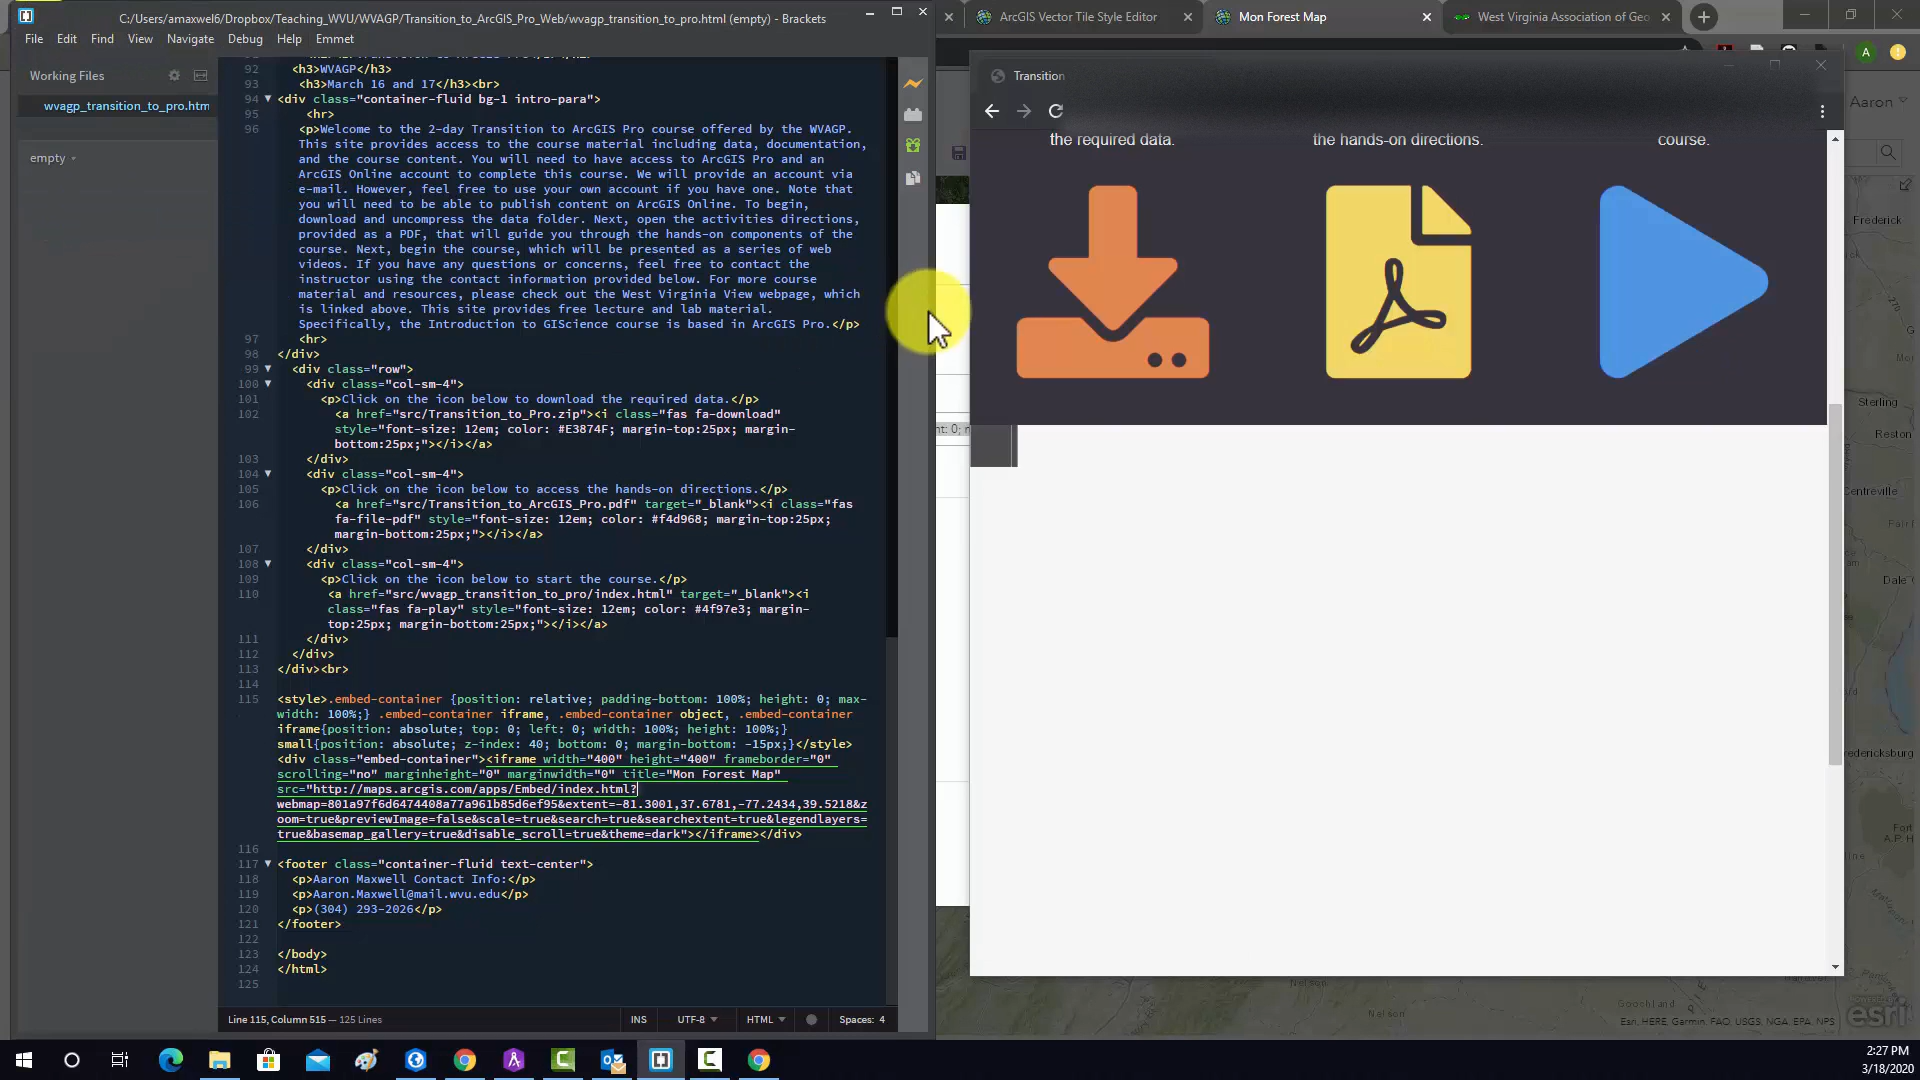 C:/Users/amaxwel6/Dropbox/Teaching_WVU/WVAGP/Transition_to_ArcGIS_Pro_Web/wvagp_transition_to_pro.html (empty) - Brackets
File Edit Find View Navigate Debug Help Emmet
Working Files
wvagp_transition_to_pro.htm
empty
92
93 <h3>WVAGP</h3>
<h3>March 16 and 17</h3><br>
94 <div class="container-fluid bg-1 intro-para">
95 <hr>
96 <p>Welcome to the 2-day Transition to ArcGIS Pro course offered by the WVAGP.
This site provides access to the course material including data, documentation,
and the course content. You will need to have access to ArcGIS Pro and an
ArcGIS Online account to complete this course. We will provide an account via
e-mail. However, feel free to use your own account if you have one. Note that
you will need to be able to publish content on ArcGIS Online. To begin,
download and uncompress the data folder. Next, open the activities directions,
provided as a PDF, that will guide you through the hands-on components of the
course. Next, begin the course, which will be presented as a series of web
videos. If you have any questions or concerns, feel free to contact the
instructor using the contact information provided below. For more course
material and resources, please check out the West Virginia View webpage, which
is linked above. This site provides free lecture and lab material.
Specifically, the Introduction to GIScience course is based in ArcGIS Pro.</p>
97 <hr>
98 </div>
99 <div class="row">
100 <div class="col-sm-4">
101 <p>Click on the icon below to download the required data.</p>
102 <a href="src/Transition_to_Pro.zip"><i class="fas fa-download"
style="font-size: 12em; color: #E3874F; margin-top:25px; margin-
bottom:25px;"></i></a>
103 </div>
104 <div class="col-sm-4">
105 <p>Click on the icon below to access the hands-on directions.</p>
106 <a href="src/Transition_to_ArcGIS_Pro.pdf" target="_blank"><i class="fas
fa-file-pdf" style="font-size: 12em; color: #f4d968; margin-top:25px;
margin-bottom:25px;"></i></a>
107 </div>
108 <div class="col-sm-4">
109 <p>Click on the icon below to start the course.</p>
110 <a href="src/wvagp_transition_to_pro/index.html" target="_blank"><i
class="fas fa-play" style="font-size: 12em; color: #4f97e3; margin-
top:25px; margin-bottom:25px;"></i></a>
111 </div>
112 </div>
113 </div><br>
114
115 <style>.embed-container {position: relative; padding-bottom: 100%; height: 0; max-
width: 100%;} .embed-container iframe, .embed-container object, .embed-container
iframe{position: absolute; top: 0; left: 0; width: 100%; height: 100%;}
small{position: absolute; z-index: 40; bottom: 0; margin-bottom: -15px;}</style>
<div class="embed-container"><iframe width="400" height="400" frameborder="0"
scrolling="no" marginheight="0" marginwidth="0" title="Mon Forest Map"
src="http://maps.arcgis.com/apps/Embed/index.html?
webmap=801a97f6d6474408a77a961b85d6ef95&extent=-81.3001,37.6781,-77.2434,39.5218&z
oom=true&previewImage=false&scale=true&search=true&searchextent=true&legendlayers=
true&basemap_gallery=true&disable_scroll=true&theme=dark"></iframe></div>
116
117 <footer class="container-fluid text-center">
118 <p>Aaron Maxwell Contact Info:</p>
119 <p>Aaron.Maxwell@mail.wvu.edu</p>
120 <p>(304) 293-2026</p>
121 </footer>
122
123 </body>
124 </html>
125
Line 115, Column 515 — 125 Lines
INS UTF-8 HTML Spaces: 4
ArcGIS Vector Tile Style Editor
Mon Forest Map
West Virginia Association of Geo
A
Transition
Aaron
the required data.
the hands-on directions.
course.
nt: 0; m
Frederick
Sterling
Reston
Centreville
Dale
redericksburg
Fort
A.P. H
Nelson
Nelson
Goochland
Esri, HERE, Garmin, FAO, USGS, NGA, EPA, NPS
esri
2:27 PM
3/18/2020